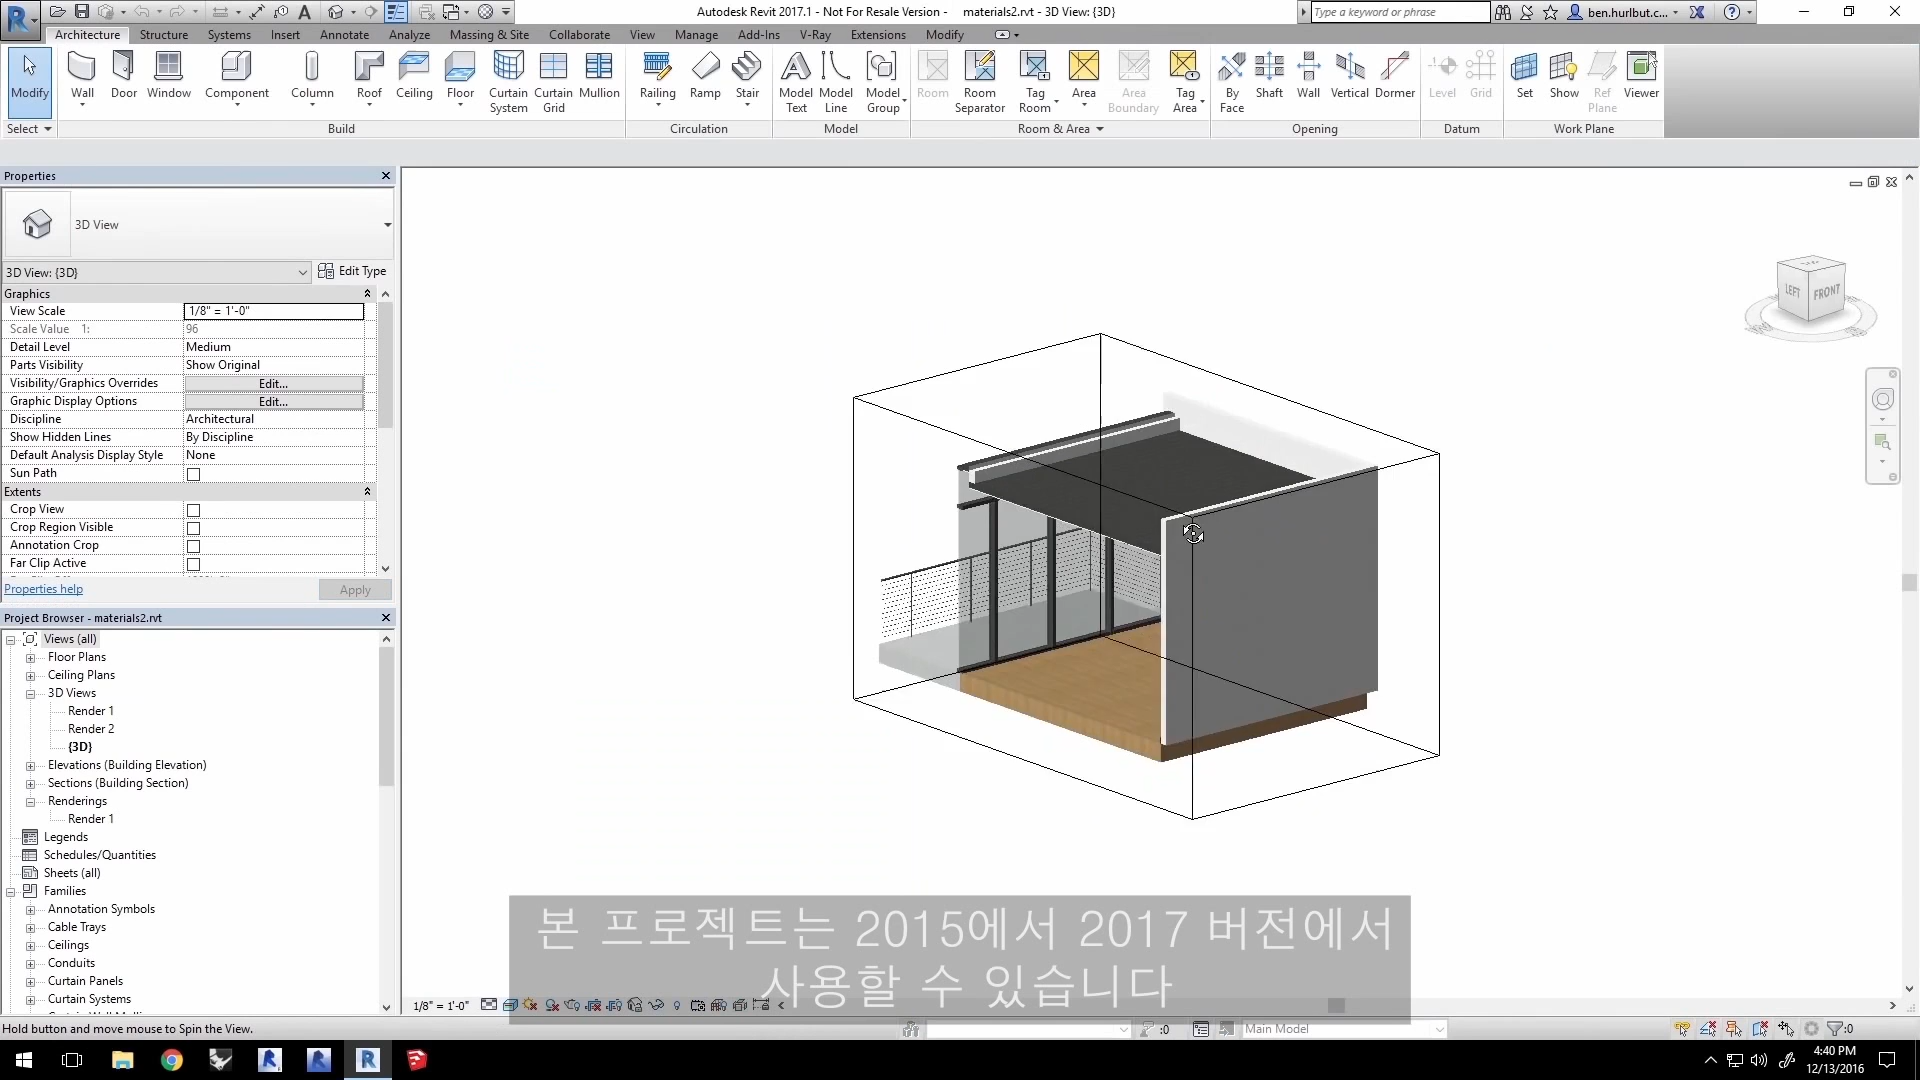 Autodesk Revit 2017.1 - Not For Resale Version - materials2.rvt - 3D View: {3D}
Type a keyword or phrase
ben.hurlbut.c...
Architecture Structure Systems Insert Annotate Analyze Massing & Site Collaborate View Manage Add-Ins V-Ray Extensions Modify
Modify Wall Door Window Component Column Roof Ceiling Floor Curtain System Curtain Grid Mullion Railing Ramp Stair Model Text Model Line Model Group Room Room Separator Tag Room Area Area Boundary Tag Area By Face Shaft Wall Vertical Dormer Level Grid Set Show Ref Plane Viewer
Select Build Circulation Model Room & Area Opening Datum Work Plane
Properties
3D View
3D View: {3D} Edit Type
Graphics
View Scale 1/8" = 1'-0"
Scale Value 1: 96
Detail Level Medium
Parts Visibility Show Original
Visibility/Graphics Overrides Edit...
Graphic Display Options Edit...
Discipline Architectural
Show Hidden Lines By Discipline
Default Analysis Display Style None
Sun Path
Extents
Crop View
Crop Region Visible
Annotation Crop
Far Clip Active
Properties help Apply
Project Browser - materials2.rvt
Views (all)
Floor Plans
Ceiling Plans
3D Views
Render 1
Render 2
{3D}
Elevations (Building Elevation)
Sections (Building Section)
Renderings
Render 1
Legends
Schedules/Quantities
Sheets (all)
Families
Annotation Symbols
Cable Trays
Ceilings
Conduits
Curtain Panels
Curtain Systems
LEFT FRONT
본 프로젝트는 2015에서 2017 버전에서
사용할 수 있습니다
1/8" = 1'-0"
Hold button and move mouse to Spin the View.
:0 Main Model :0
4:40 PM
12/13/2016